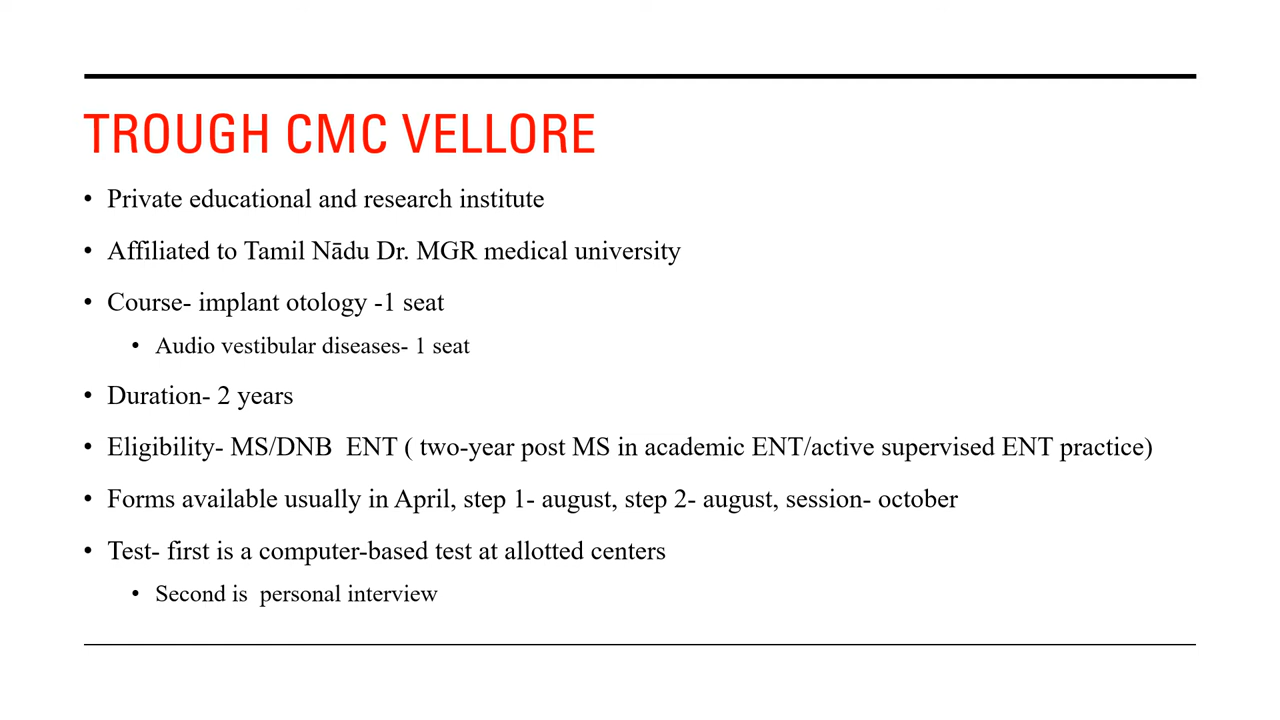 TROUGH CMC VELLORE
• Private educational and research institute
• Affiliated to Tamil Nādu Dr. MGR medical university
• Course- implant otology -1 seat
• Audio vestibular diseases- 1 seat
• Duration- 2 years
• Eligibility- MS/DNB  ENT ( two-year post MS in academic ENT/active supervised ENT practice)
• Forms available usually in April, step 1- august, step 2- august, session- october
• Test- first is a computer-based test at allotted centers
• Second is  personal interview